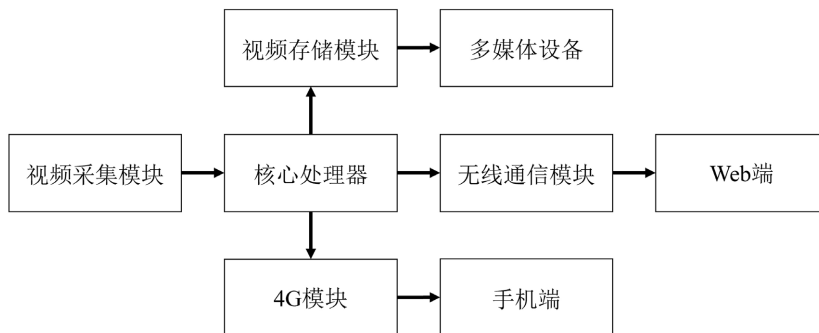 视频存储模块
多媒体设备
视频采集模块
核心处理器
无线通信模块
Web端
4G模块
手机端